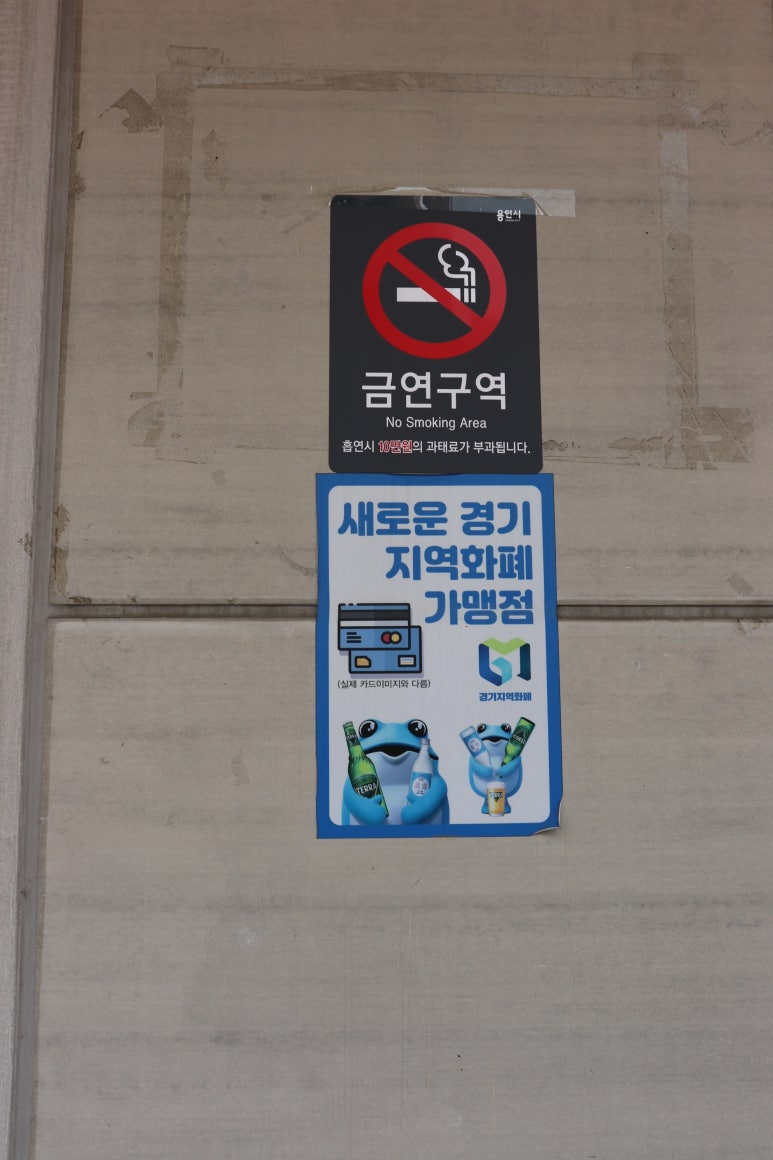 용인시
금연구역
No Smoking Area
흡연시 10만원의 과태료가 부과됩니다.
새로운 경기
지역화폐
가맹점
(실제 카드이미지와 다름)
경기지역화폐
TERRA